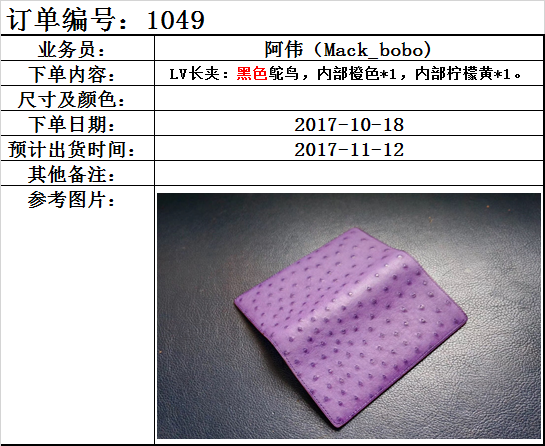 订单编号：1049
业务员： 阿伟（Mack_bobo)
下单内容： LV长夹：黑色鸵鸟，内部橙色*1，内部柠檬黄*1。
尺寸及颜色：
下单日期： 2017-10-18
预计出货时间： 2017-11-12
其他备注：
参考图片：